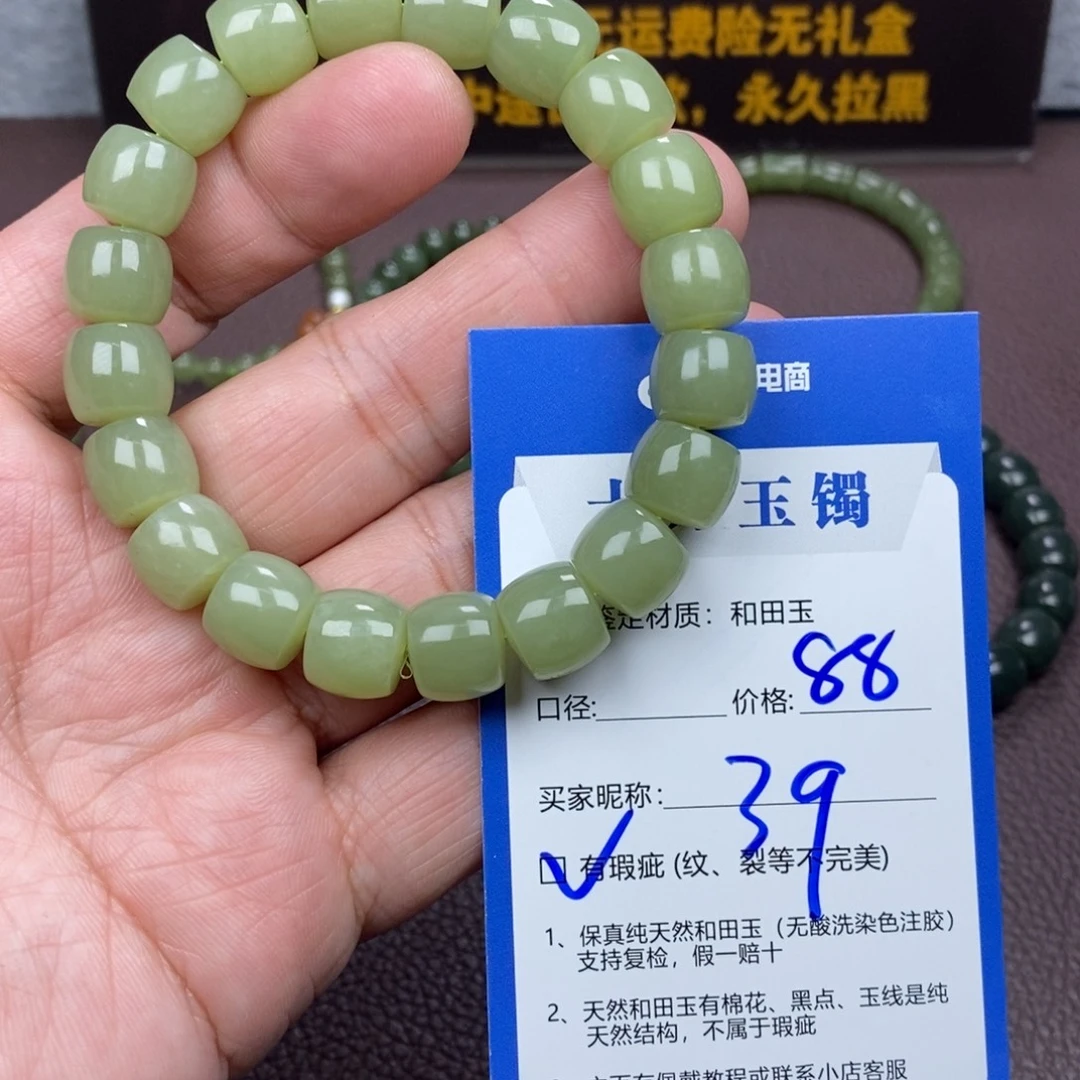 无运费险无礼盒
，永久拉黑
电商
玉镯
鉴定材质：和田玉
口径: 价格: 88
买家昵称: 39
有瑕疵 (纹、裂等不完美)
1、保真纯天然和田玉（无酸洗染色注胶）
支持复检，假一赔十
2、天然和田玉有棉花、黑点、玉线是纯
天然结构，不属于瑕疵